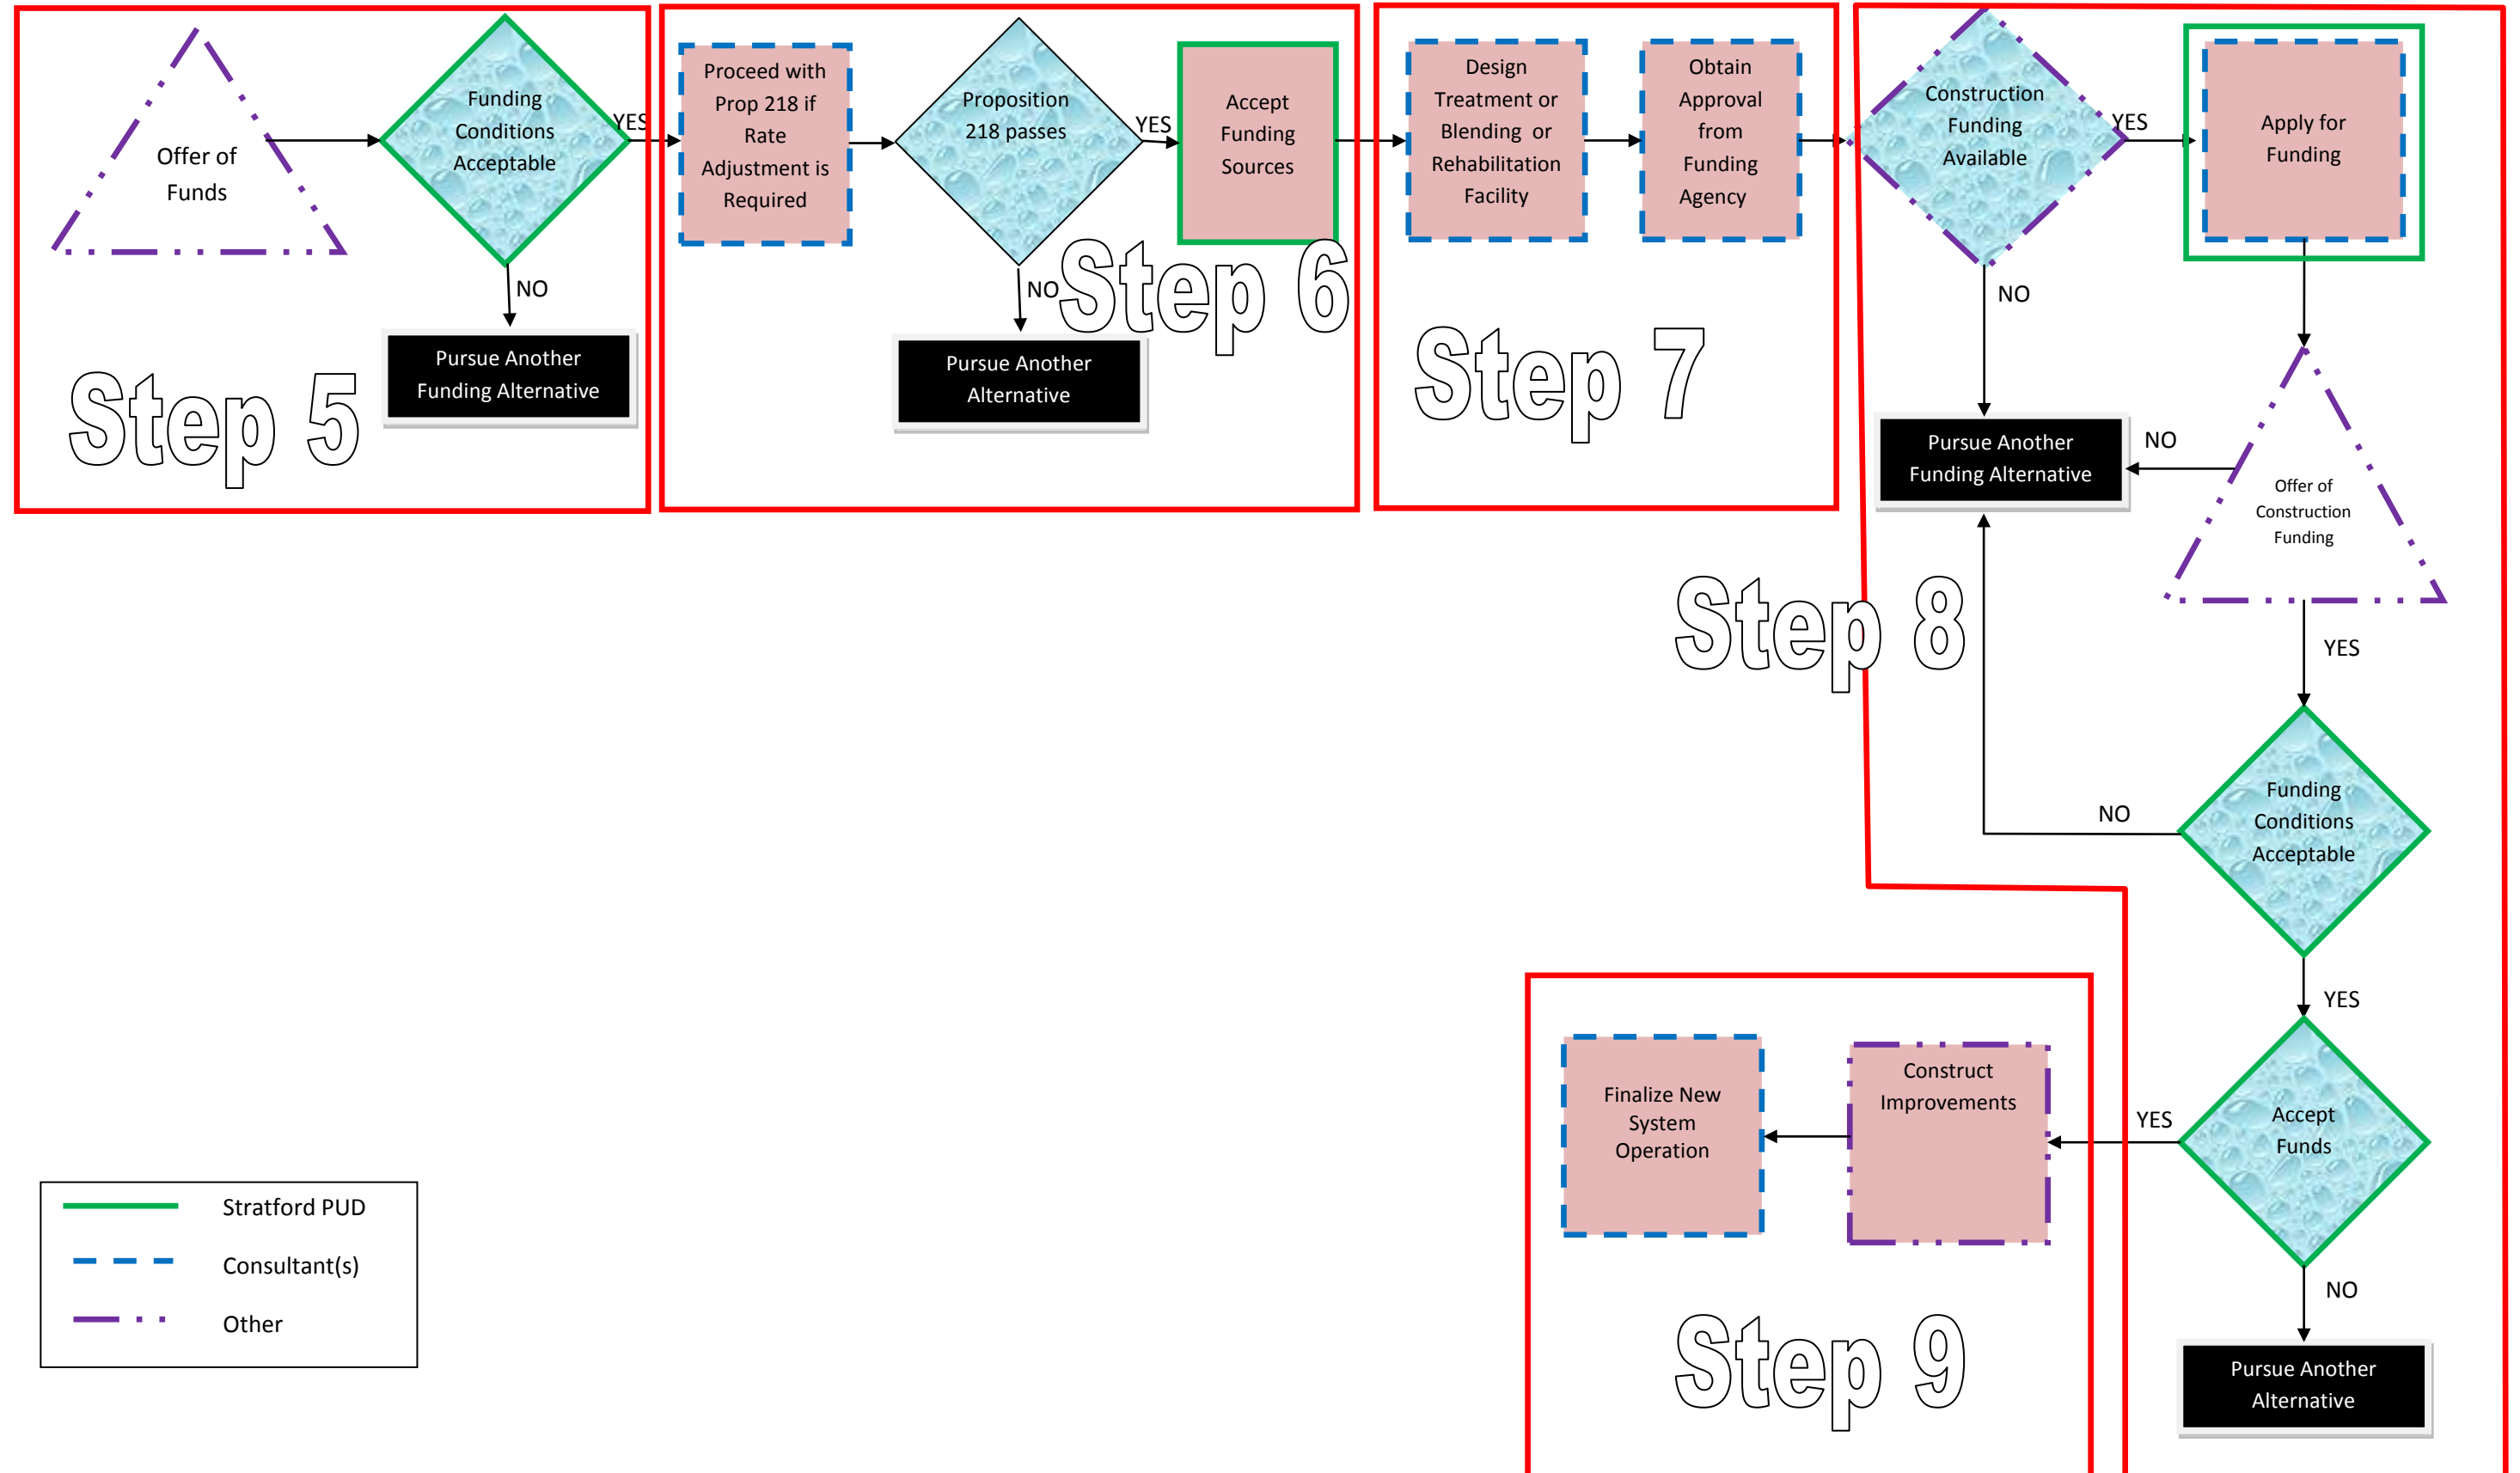 Offer of
Funds
Funding
Conditions
Acceptable
YES
NO
Pursue Another
Funding Alternative
Step 5
Proceed with
Prop 218 if
Rate
Adjustment is
Required
Proposition
218 passes
YES
NO
Pursue Another
Alternative
Accept
Funding
Sources
Step 6
Design
Treatment or
Blending or
Rehabilitation
Facility
Obtain
Approval
from
Funding
Agency
Step 7
Construction
Funding
Available
YES
NO
Apply for
Funding
Pursue Another
Funding Alternative
NO
Offer of
Construction
Funding
YES
Step 8
Funding
Conditions
Acceptable
NO
YES
Accept
Funds
YES
NO
Pursue Another
Alternative
Construct
Improvements
Finalize New
System
Operation
Step 9
Stratford PUD
Consultant(s)
Other